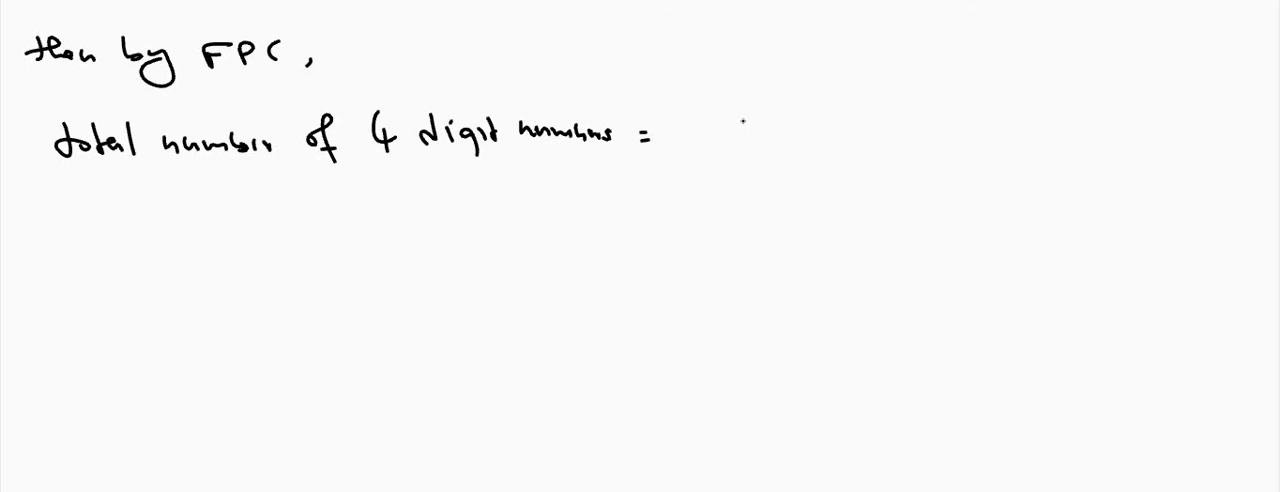 then by FPC,
total number of 4 digit numbers =